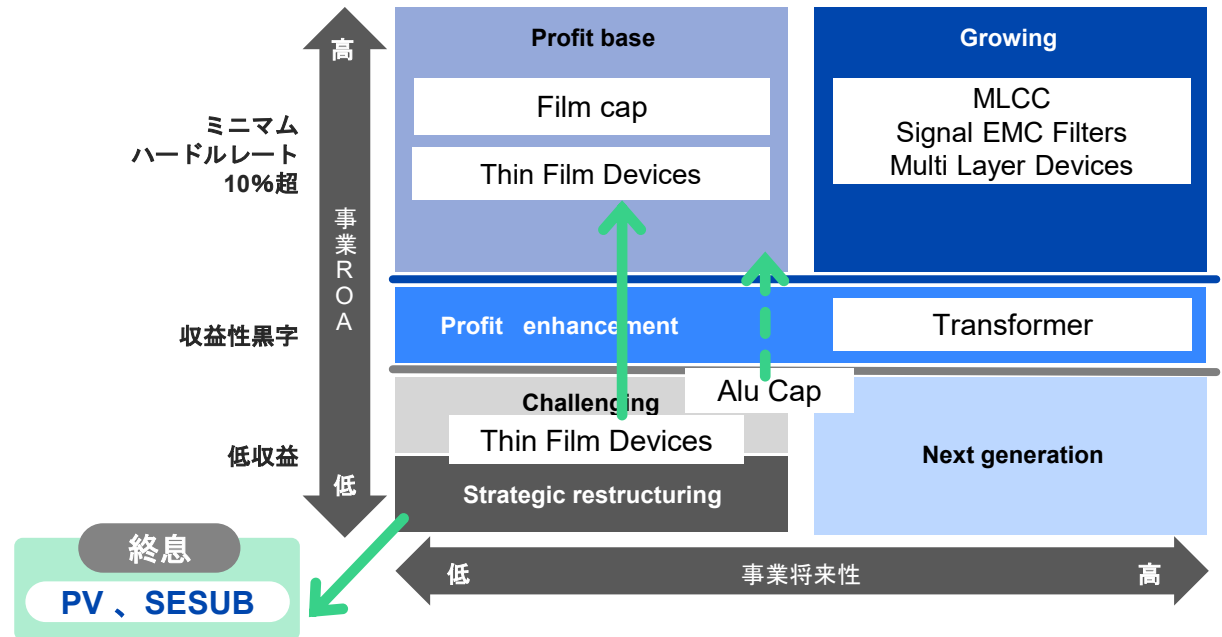 高
Profit base
Growing
ミニマム
ハードルレート
10%超
Film cap
Thin Film Devices
MLCC
Signal EMC Filters
Multi Layer Devices
事業ROA
収益性黒字
Profit enhancement
Transformer
Challenging
Alu Cap
低収益
Thin Film Devices
Next generation
低
Strategic restructuring
終息
PV 、SESUB
低
事業将来性
高